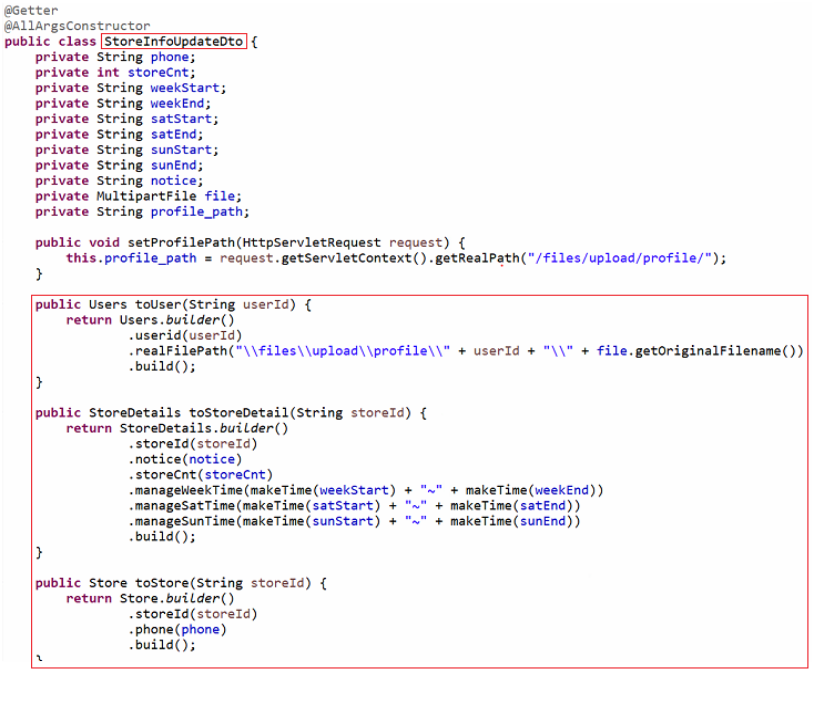 @Getter
@AllArgsConstructor
public class StoreInfoUpdateDto {
    private String phone;
    private int storeCnt;
    private String weekStart;
    private String weekEnd;
    private String satStart;
    private String satEnd;
    private String sunStart;
    private String sunEnd;
    private String notice;
    private MultipartFile file;
    private String profile_path;

    public void setProfilePath(HttpServletRequest request) {
        this.profile_path = request.getServletContext().getRealPath("/files/upload/profile/");
    }

    public Users toUser(String userId) {
        return Users.builder()
                .userid(userId)
                .realFilePath("\\files\\upload\\profile\\" + userId + "\\" + file.getOriginalFilename())
                .build();
    }

    public StoreDetails toStoreDetail(String storeId) {
        return StoreDetails.builder()
                .storeId(storeId)
                .notice(notice)
                .storeCnt(storeCnt)
                .manageWeekTime(makeTime(weekStart) + "~" + makeTime(weekEnd))
                .manageSatTime(makeTime(satStart) + "~" + makeTime(satEnd))
                .manageSunTime(makeTime(sunStart) + "~" + makeTime(sunEnd))
                .build();
    }

    public Store toStore(String storeId) {
        return Store.builder()
                .storeId(storeId)
                .phone(phone)
                .build();
    }